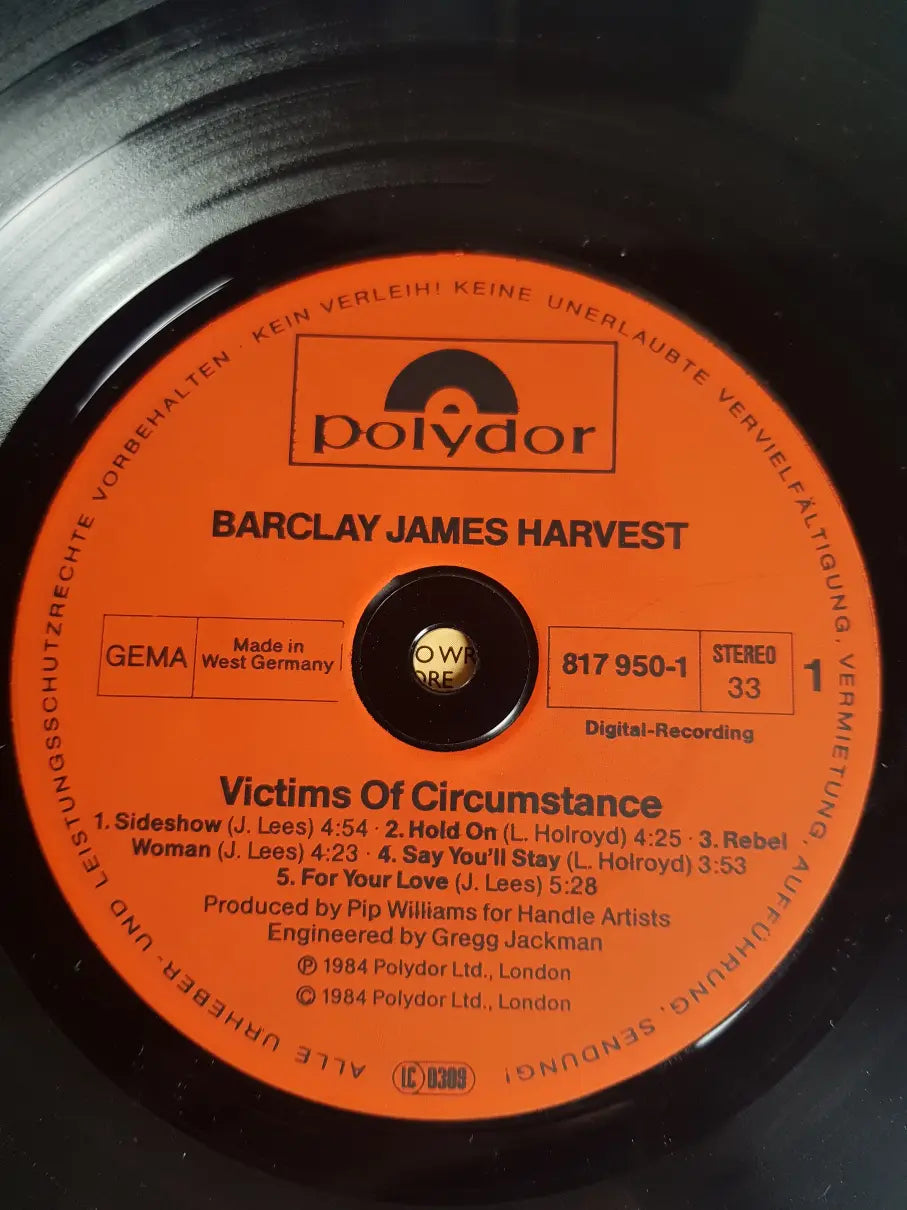 ALLE URHEBER- UND LEISTUNGSSCHUTZRECHTE VORBEHALTEN · KEIN VERLEIH! KEINE UNERLAUBTE VERVIELFÄLTIGUNG, VERMIETUNG, AUFFÜHRUNG, SENDUNG!
polydor
BARCLAY JAMES HARVEST
GEMA
Made in
West Germany
817 950-1
STEREO
33
1
Digital-Recording
Victims Of Circumstance
1. Sideshow (J. Lees) 4:54 · 2. Hold On (L. Holroyd) 4:25 · 3. Rebel
Woman (J. Lees) 4:23 · 4. Say You'll Stay (L. Holroyd) 3:53
5. For Your Love (J. Lees) 5:28
Produced by Pip Williams for Handle Artists
Engineered by Gregg Jackman
Ⓟ 1984 Polydor Ltd., London
© 1984 Polydor Ltd., London
LC 0309